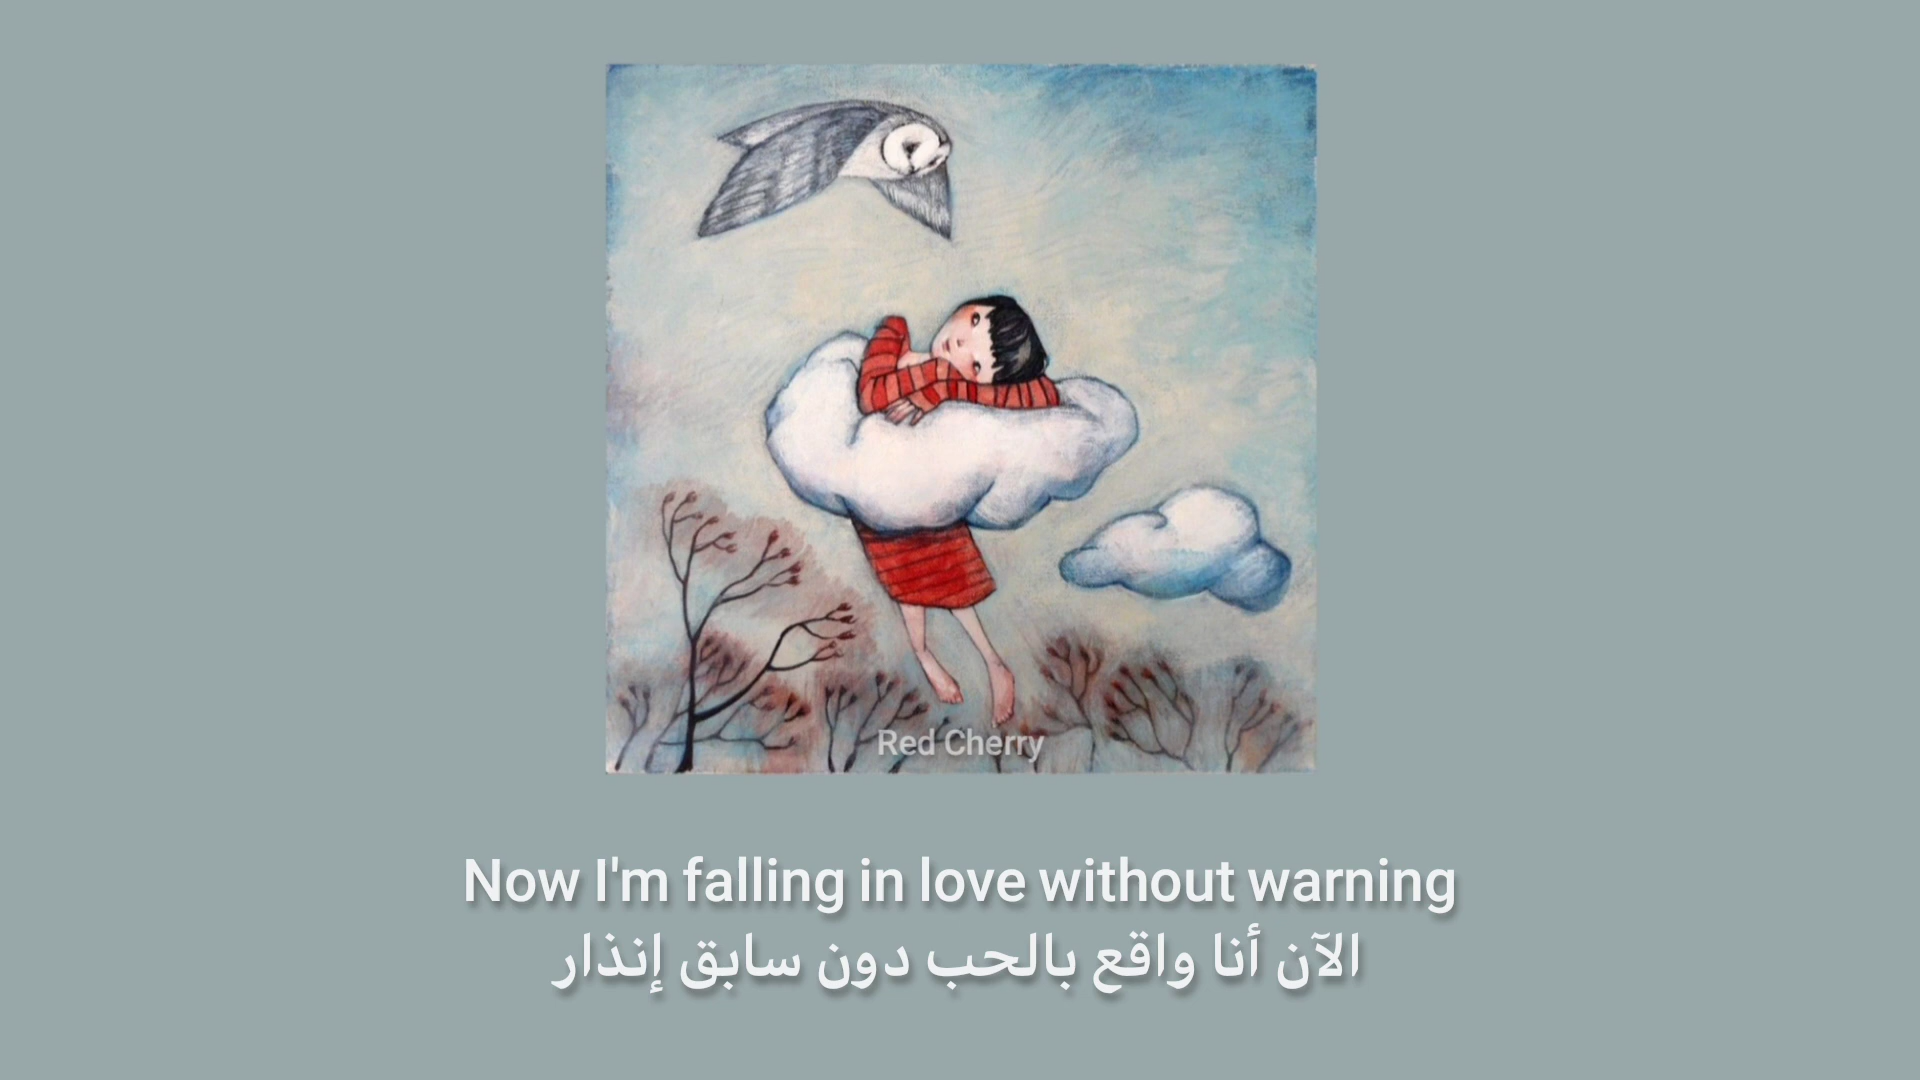 Red Cherry
Now I'm falling in love without warning
الآن أنا واقع بالحب دون سابق إنذار